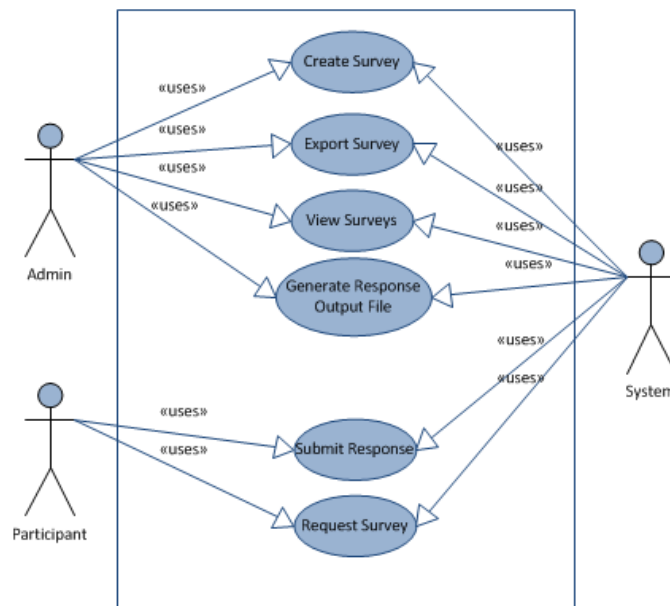 Create Survey
«uses»
«uses»
Export Survey
«uses»
«uses»
«uses»
View Surveys
«uses»
«uses»
Admin
Generate Response
Output File
«uses»
«uses»
«uses»
System
«uses»
Submit Response
«uses»
Participant
Request Survey